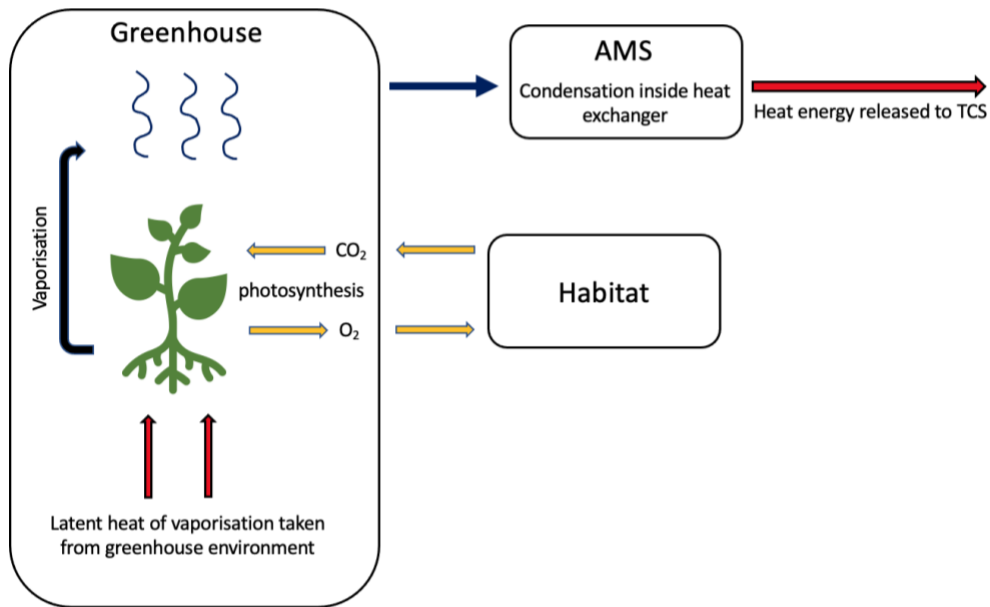 Greenhouse
Vaporisation
CO₂
photosynthesis
O₂
Latent heat of vaporisation taken
from greenhouse environment
AMS
Condensation inside heat
exchanger
Heat energy released to TCS
Habitat